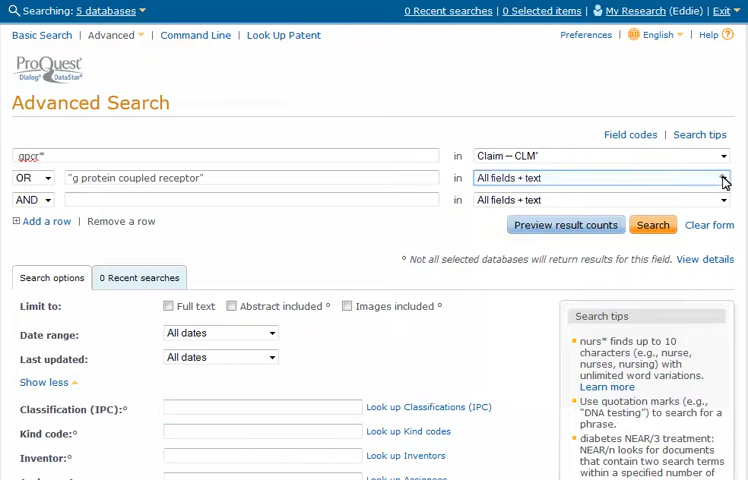 Searching: 5 databases
0 Recent searches | 0 Selected items | My Research (Eddie) | Exit
Basic Search | Advanced | Command Line | Look Up Patent
Preferences | English | Help
ProQuest
Dialog DataStar
Advanced Search
Field codes | Search tips
gpcr* in Claim — CLM°
OR "g protein coupled receptor" in All fields + text
AND in All fields + text
Add a row | Remove a row
Preview result counts Search Clear form
° Not all selected databases will return results for this field. View details
Search options 0 Recent searches
Limit to: Full text Abstract included ° Images included °
Date range: All dates
Last updated: All dates
Show less
Classification (IPC):° Look up Classifications (IPC)
Kind code:° Look up Kind codes
Inventor:° Look up Inventors
Search tips
nurs* finds up to 10
characters (e.g., nurse,
nurses, nursing) with
unlimited word variations.
Learn more
Use quotation marks (e.g.,
"DNA testing") to search for a
phrase.
diabetes NEAR/3 treatment:
NEAR/n looks for documents
that contain two search terms
within a specified number of